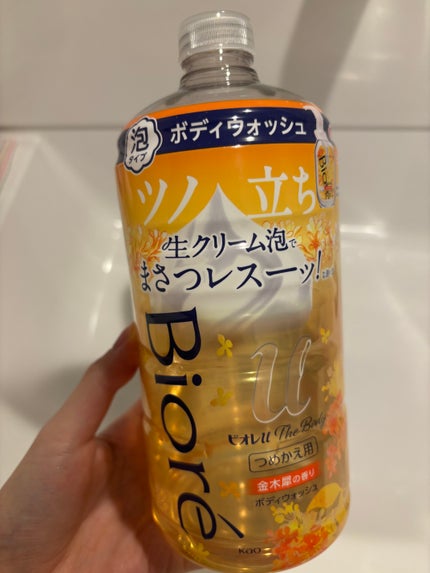 泡
タイプ
ボディウォッシュ
Bioré
ツノ立ち
生クリーム泡で
まさつレスーッ!
Bioré
u
ビオレu The Body
つめかえ用
金木犀の香り
ボディウォッシュ
Kao